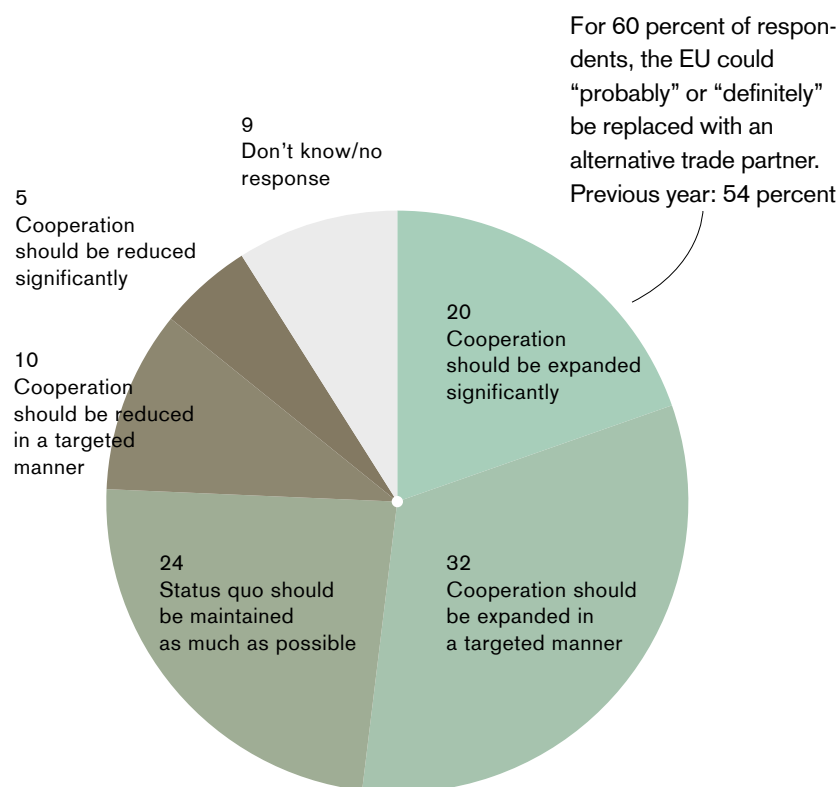 For 60 percent of respon-
dents, the EU could
“probably” or “definitely”
be replaced with an
alternative trade partner.
Previous year: 54 percent
9
Don’t know/no
response
5
Cooperation
should be reduced
significantly
10
Cooperation
should be reduced
in a targeted
manner
20
Cooperation
should be expanded
significantly
24
Status quo should
be maintained
as much as possible
32
Cooperation should
be expanded in
a targeted manner